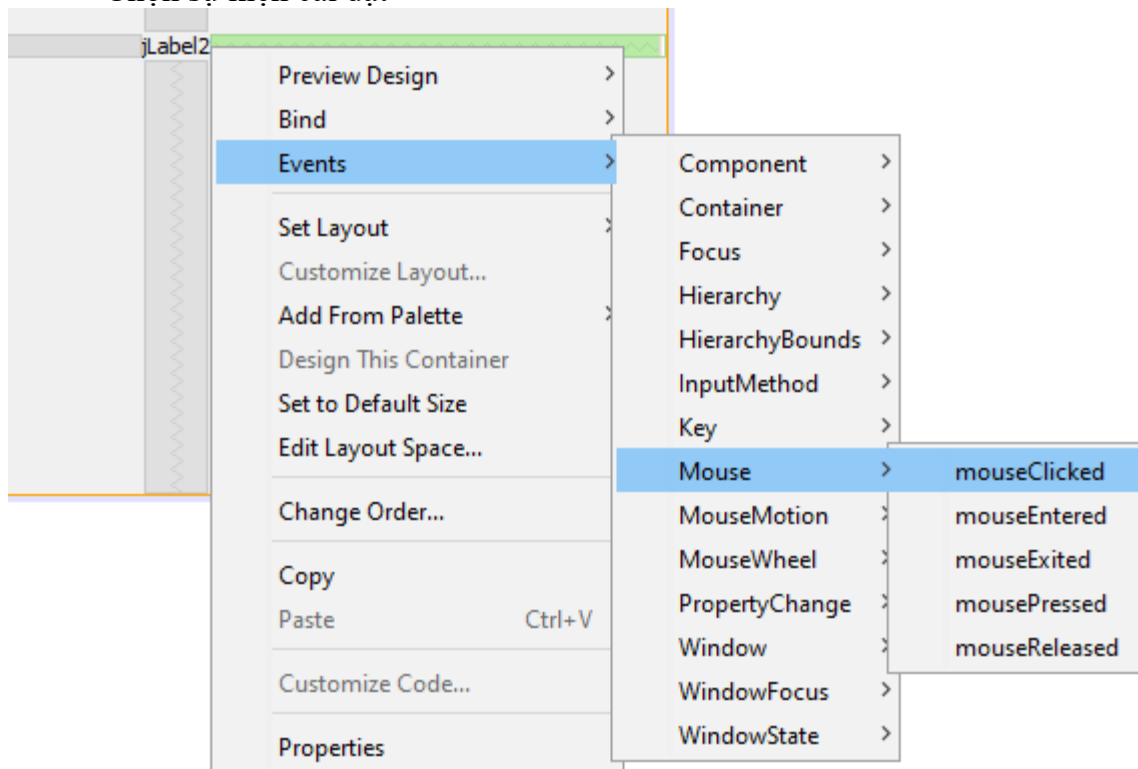 jLabel2
Preview Design
Bind
Events
Set Layout
Customize Layout...
Add From Palette
Design This Container
Set to Default Size
Edit Layout Space...
Change Order...
Copy
Paste Ctrl+V
Customize Code...
Properties
Component
Container
Focus
Hierarchy
HierarchyBounds
InputMethod
Key
Mouse
MouseMotion
MouseWheel
PropertyChange
Window
WindowFocus
WindowState
mouseClicked
mouseEntered
mouseExited
mousePressed
mouseReleased